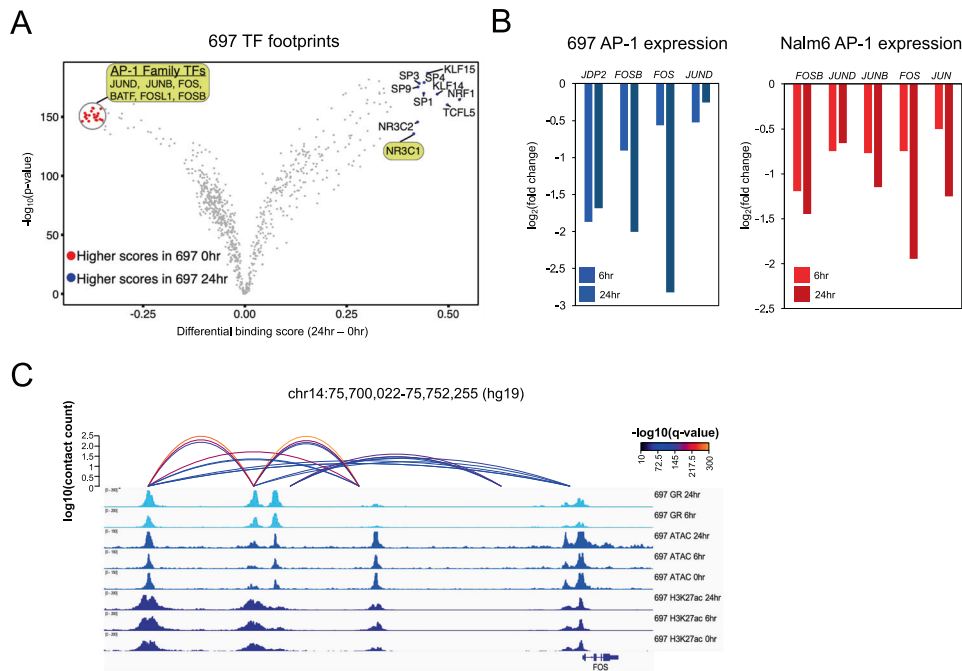 A
697 TF footprints
AP-1 Family TFs
JUND, JUNB, FOS,
BATF, FOSL1, FOSB
KLF15
SP3
SP4
SP9
KLF14
NRF1
SP1
TCFL5
NR3C2
NR3C1
150
100
50
0
-log10(p-value)
Higher scores in 697 0hr
Higher scores in 697 24hr
-0.25
0.00
0.25
0.50
Differential binding score (24hr – 0hr)
B
697 AP-1 expression
JDP2
FOSB
FOS
JUND
0
−0.5
−1
−1.5
−2
−2.5
−3
log2(fold change)
6hr
24hr
Nalm6 AP-1 expression
FOSB
JUND
JUNB
FOS
JUN
0
−0.5
−1
−1.5
−2
−2.5
log2(fold change)
6hr
24hr
C
chr14:75,700,022-75,752,255 (hg19)
log10(contact count)
2.5
2.0
1.5
1.0
0.5
0
-log10(q-value)
10
72.5
145
217.5
300
697 GR 24hr
697 GR 6hr
697 ATAC 24hr
697 ATAC 6hr
697 ATAC 0hr
697 H3K27ac 24hr
697 H3K27ac 6hr
697 H3K27ac 0hr
FOS